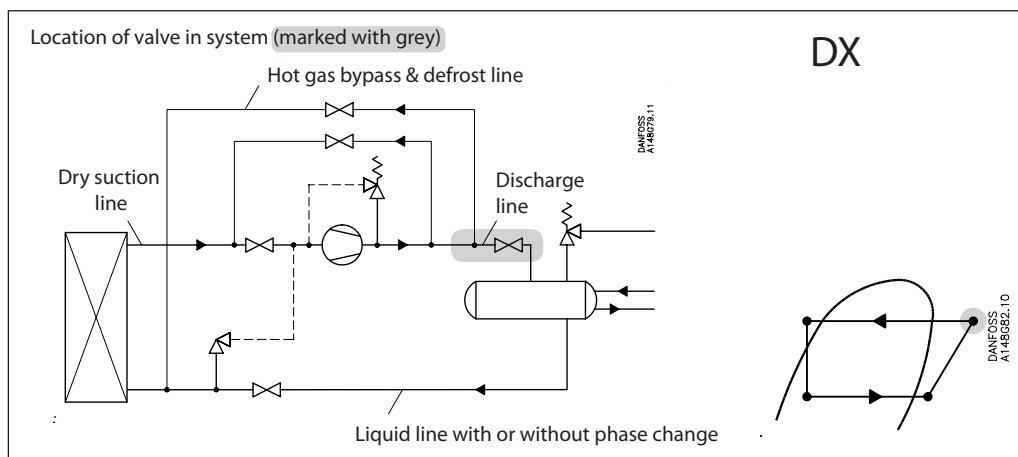 Location of valve in system (marked with grey)
DX
Hot gas bypass & defrost line
DANFOSS
A148G79.11
Dry suction
line
Discharge
line
DANFOSS
A148G82.10
Liquid line with or without phase change